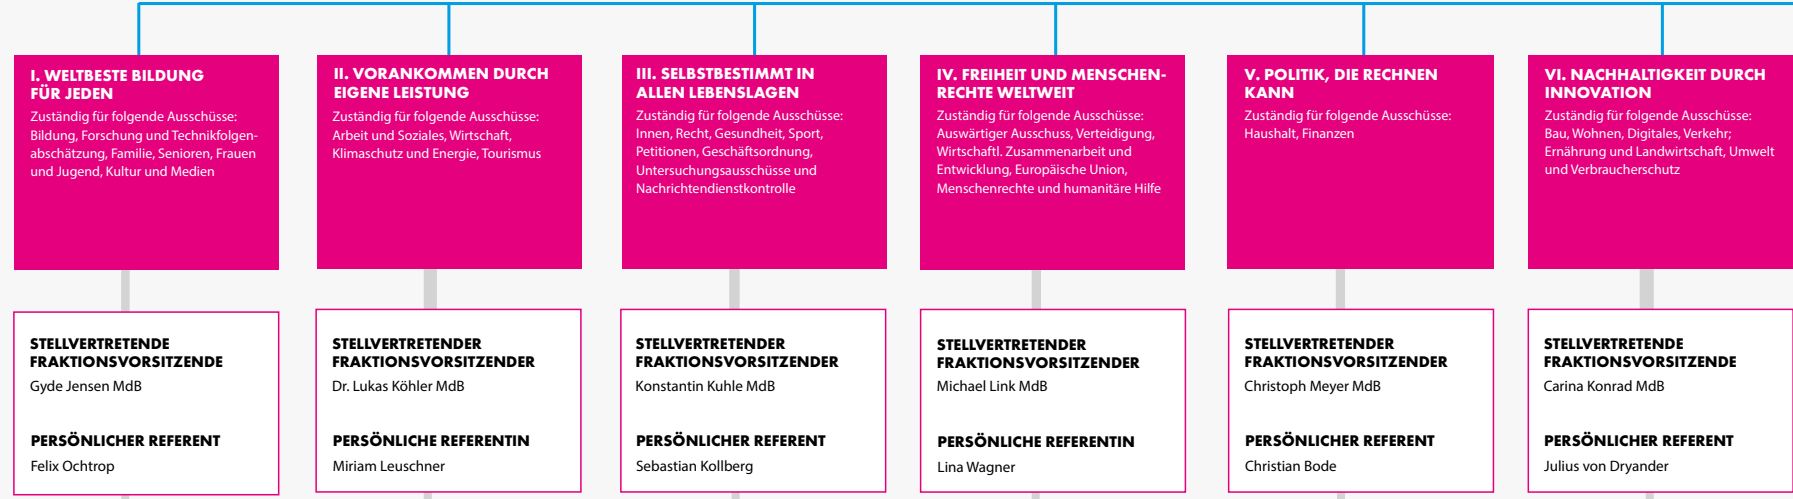 I. WELTBESTE BILDUNG
FÜR JEDEN
Zuständig für folgende Ausschüsse:
Bildung, Forschung und Technikfolgen-
abschätzung, Familie, Senioren, Frauen
und Jugend, Kultur und Medien
II. VORANKOMMEN DURCH
EIGENE LEISTUNG
Zuständig für folgende Ausschüsse:
Arbeit und Soziales, Wirtschaft,
Klimaschutz und Energie, Tourismus
III. SELBSTBESTIMMT IN
ALLEN LEBENSLAGEN
Zuständig für folgende Ausschüsse:
Innen, Recht, Gesundheit, Sport,
Petitionen, Geschäftsordnung,
Untersuchungsausschüsse und
Nachrichtendienstkontrolle
IV. FREIHEIT UND MENSCHEN-
RECHTE WELTWEIT
Zuständig für folgende Ausschüsse:
Auswärtiger Ausschuss, Verteidigung,
Wirtschaftl. Zusammenarbeit und
Entwicklung, Europäische Union,
Menschenrechte und humanitäre Hilfe
V. POLITIK, DIE RECHNEN
KANN
Zuständig für folgende Ausschüsse:
Haushalt, Finanzen
VI. NACHHALTIGKEIT DURCH
INNOVATION
Zuständig für folgende Ausschüsse:
Bau, Wohnen, Digitales, Verkehr;
Ernährung und Landwirtschaft, Umwelt
und Verbraucherschutz
STELLVERTRETENDE
FRAKTIONSVORSITZENDE
Gyde Jensen MdB
PERSÖNLICHER REFERENT
Felix Ochtrop
STELLVERTRETENDER
FRAKTIONSVORSITZENDER
Dr. Lukas Köhler MdB
PERSÖNLICHE REFERENTIN
Miriam Leuschner
STELLVERTRETENDER
FRAKTIONSVORSITZENDER
Konstantin Kuhle MdB
PERSÖNLICHER REFERENT
Sebastian Kollberg
STELLVERTRETENDER
FRAKTIONSVORSITZENDER
Michael Link MdB
PERSÖNLICHE REFERENTIN
Lina Wagner
STELLVERTRETENDER
FRAKTIONSVORSITZENDER
Christoph Meyer MdB
PERSÖNLICHER REFERENT
Christian Bode
STELLVERTRETENDE
FRAKTIONSVORSITZENDE
Carina Konrad MdB
PERSÖNLICHER REFERENT
Julius von Dryander